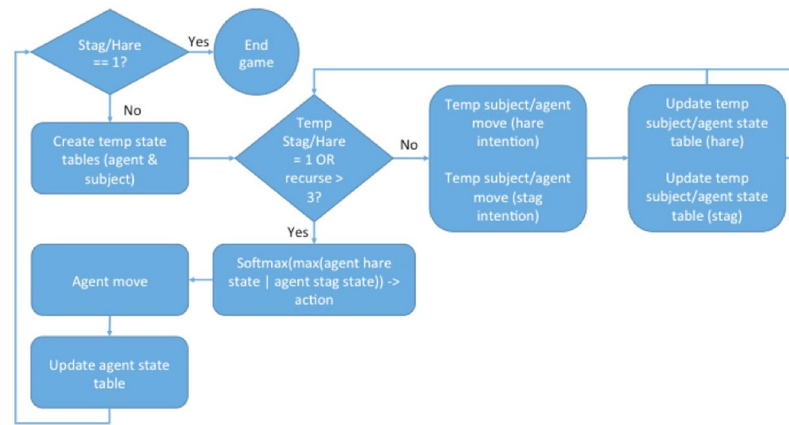 Stag/Hare
== 1?
Yes
End
game
No
Create temp state
tables (agent &
subject)
Temp
Stag/Hare
= 1 OR
recurse >
3?
No
Temp subject/agent
move (hare
intention)
Temp subject/agent
move (stag
intention)
Update temp
subject/agent state
table (hare)
Update temp
subject/agent state
table (stag)
Yes
Softmax(max(agent hare
state | agent stag state)) ->
action
Agent move
Update agent state
table